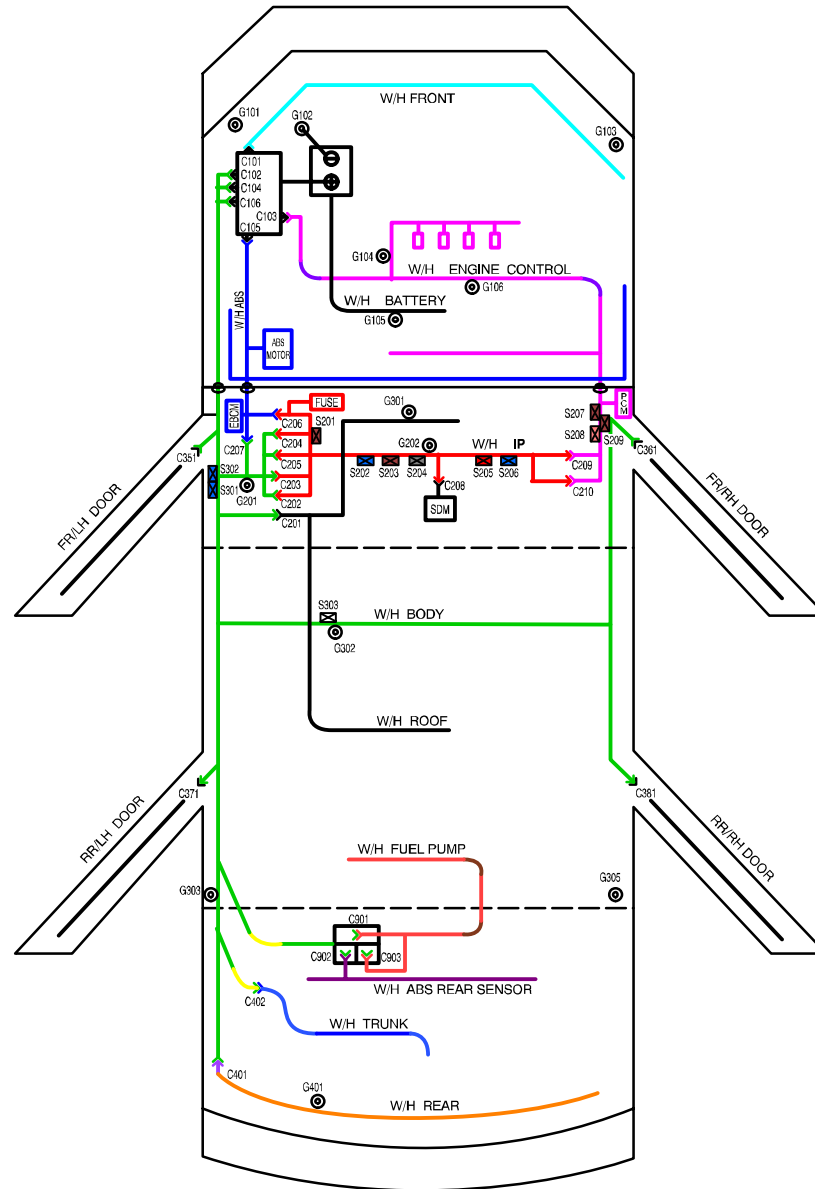 W/H FRONT
G101
G102
G103
C101
C102
C104
C106
C103
C105
G104
W/H ENGINE CONTROL
G106
W/H BATTERY
G105
W/H ABS
ABS
MOTOR
EBCM
FUSE
C206
S201
C204
C207
C205
C203
C202
C201
G201
C351
S302
S301
G301
G202
W/H IP
S202
S203
S204
S205
S206
C208
SDM
C209
C210
S207
S208
S209
PCM
C361
FR/LH DOOR
FR/RH DOOR
S303
W/H BODY
G302
W/H ROOF
C371
C381
RR/LH DOOR
RR/RH DOOR
W/H FUEL PUMP
G303
G305
C901
C902
C903
W/H ABS REAR SENSOR
C402
W/H TRUNK
C401
G401
W/H REAR